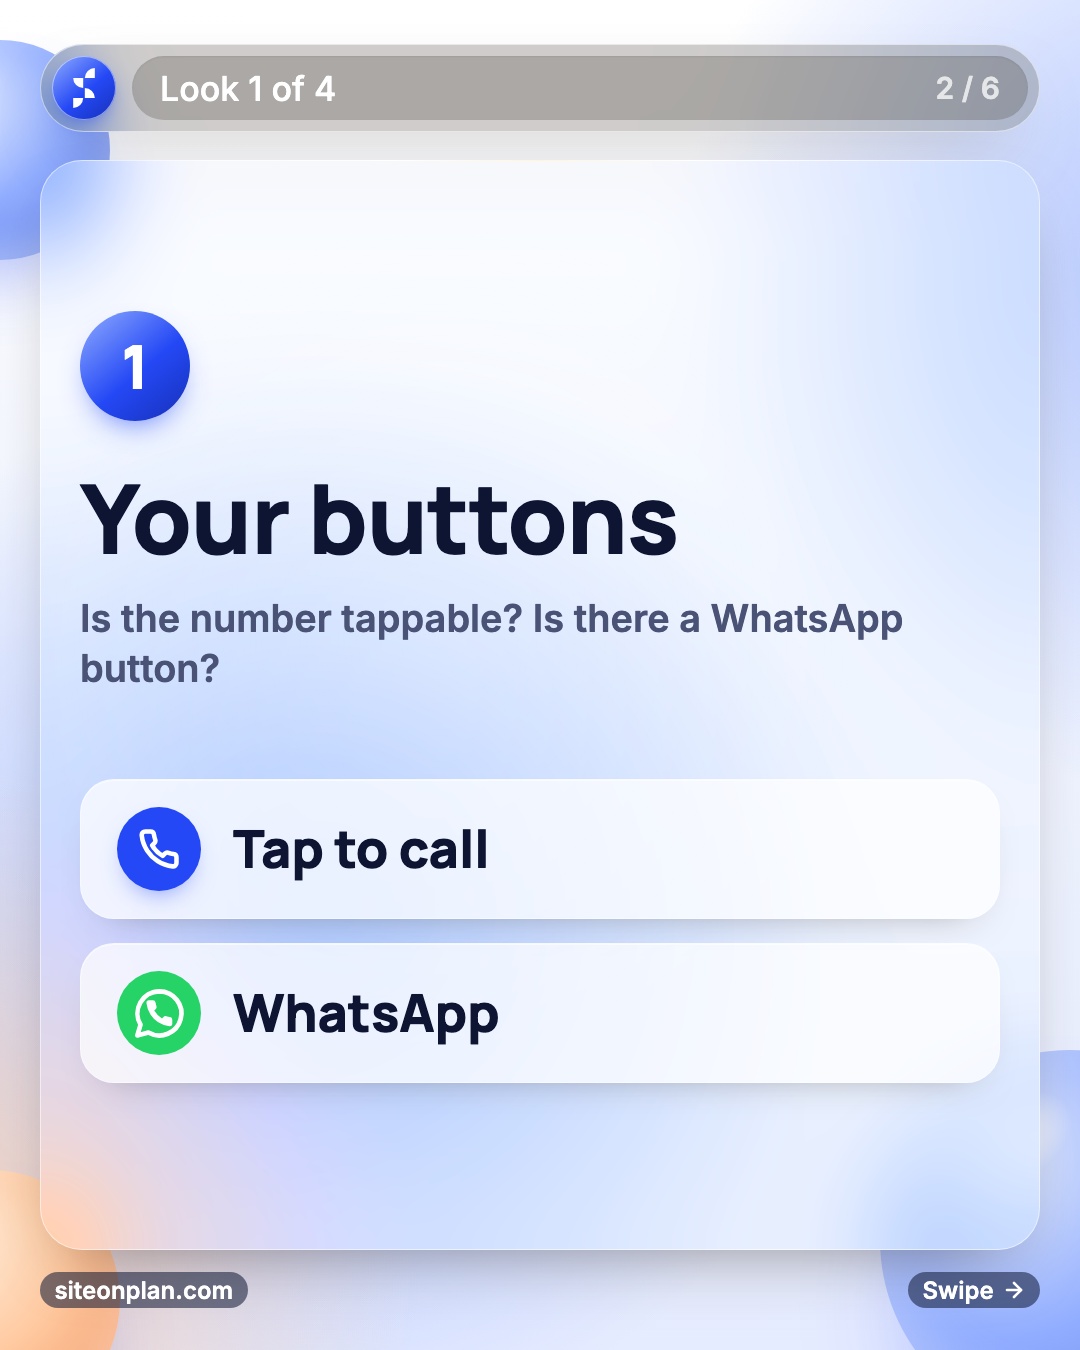 Look 1 of 4
2 / 6
1
Your buttons
Is the number tappable? Is there a WhatsApp
button?
Tap to call
WhatsApp
siteonplan.com
Swipe →